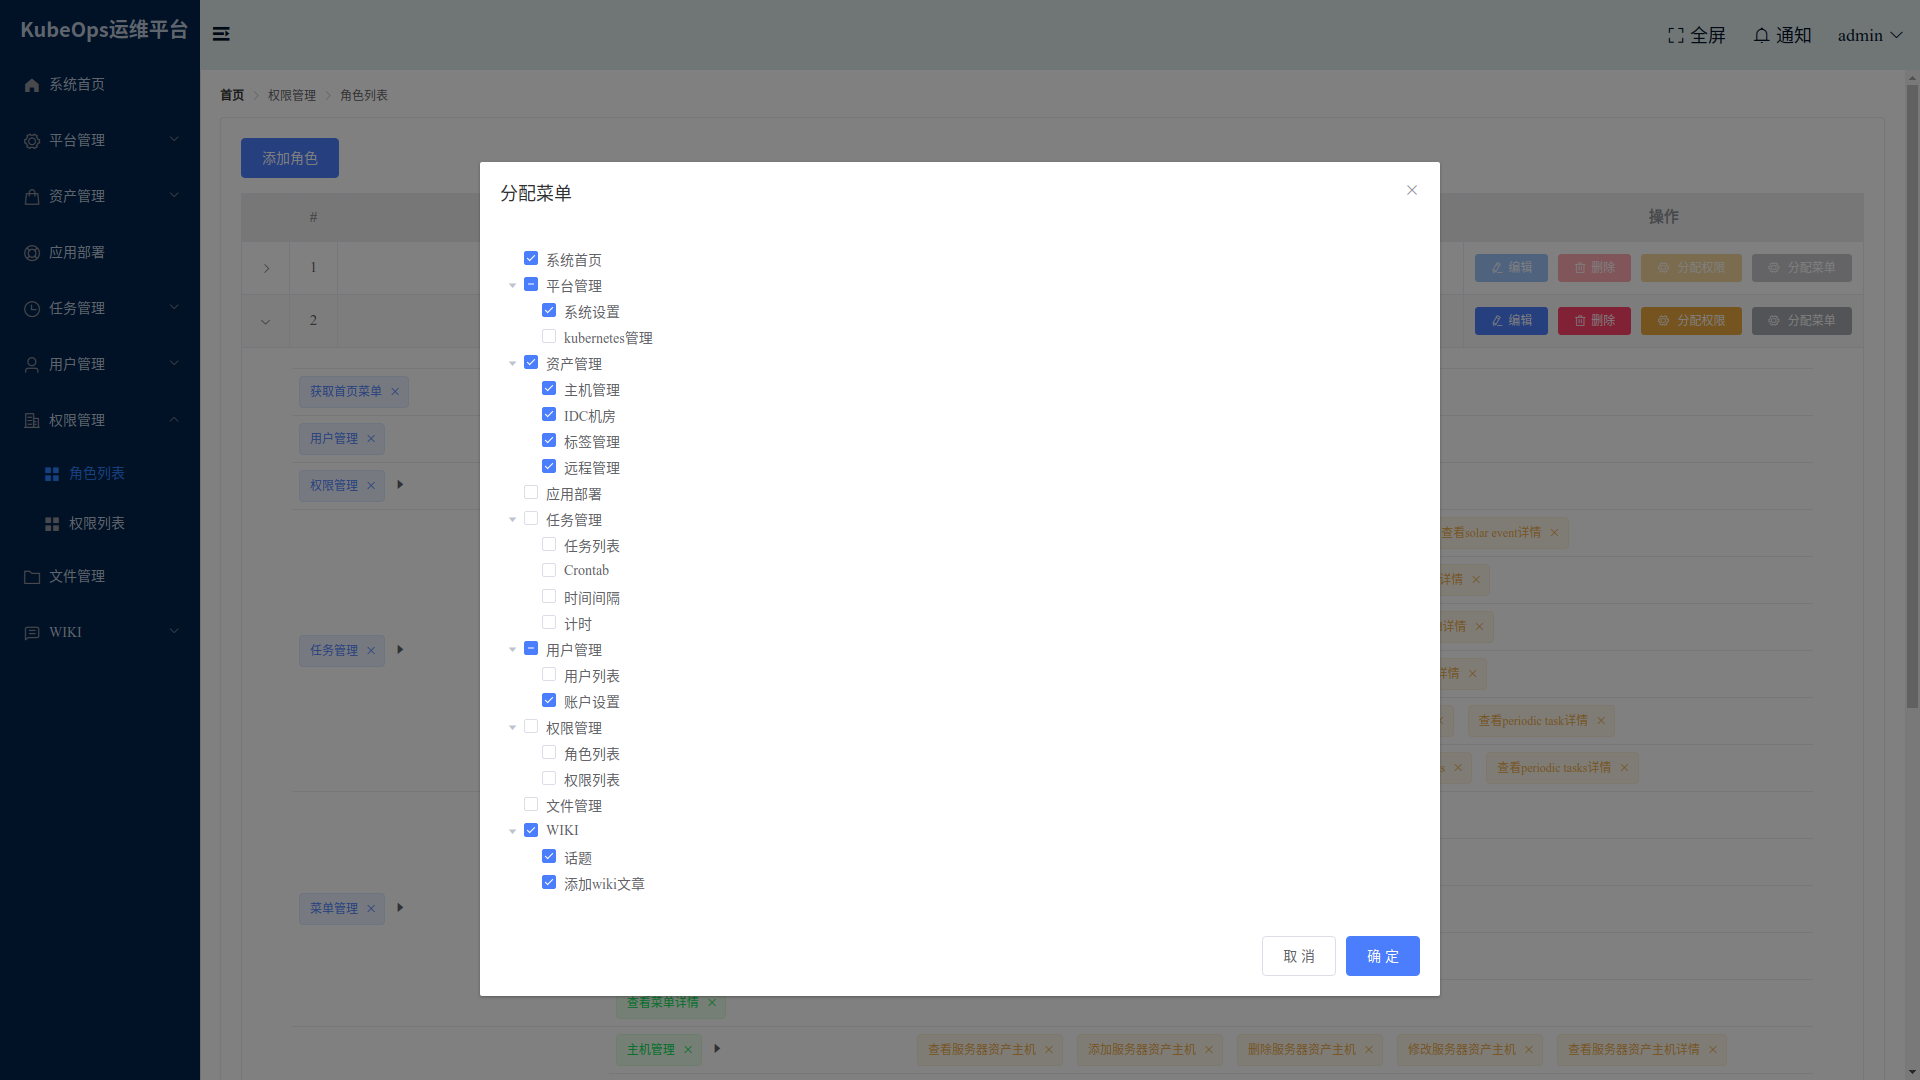 KubeOps运维平台
全屏
通知
admin
系统首页
平台管理
资产管理
应用部署
任务管理
用户管理
权限管理
角色列表
权限列表
文件管理
WIKI
首页
权限管理
角色列表
添加角色
#
操作
1
编辑
删除
分配权限
分配菜单
2
编辑
删除
分配权限
分配菜单
获取首页菜单
用户管理
权限管理
任务管理
菜单管理
分配菜单
系统首页
平台管理
系统设置
kubernetes管理
资产管理
主机管理
IDC机房
标签管理
远程管理
应用部署
任务管理
任务列表
Crontab
时间间隔
计时
用户管理
用户列表
账户设置
权限管理
角色列表
权限列表
文件管理
WIKI
话题
添加wiki文章
取 消
确 定
查看solar event详情
详情
详情
详情
查看periodic task详情
s
查看periodic tasks详情
查看菜单详情
主机管理
查看服务器资产主机
添加服务器资产主机
删除服务器资产主机
修改服务器资产主机
查看服务器资产主机详情